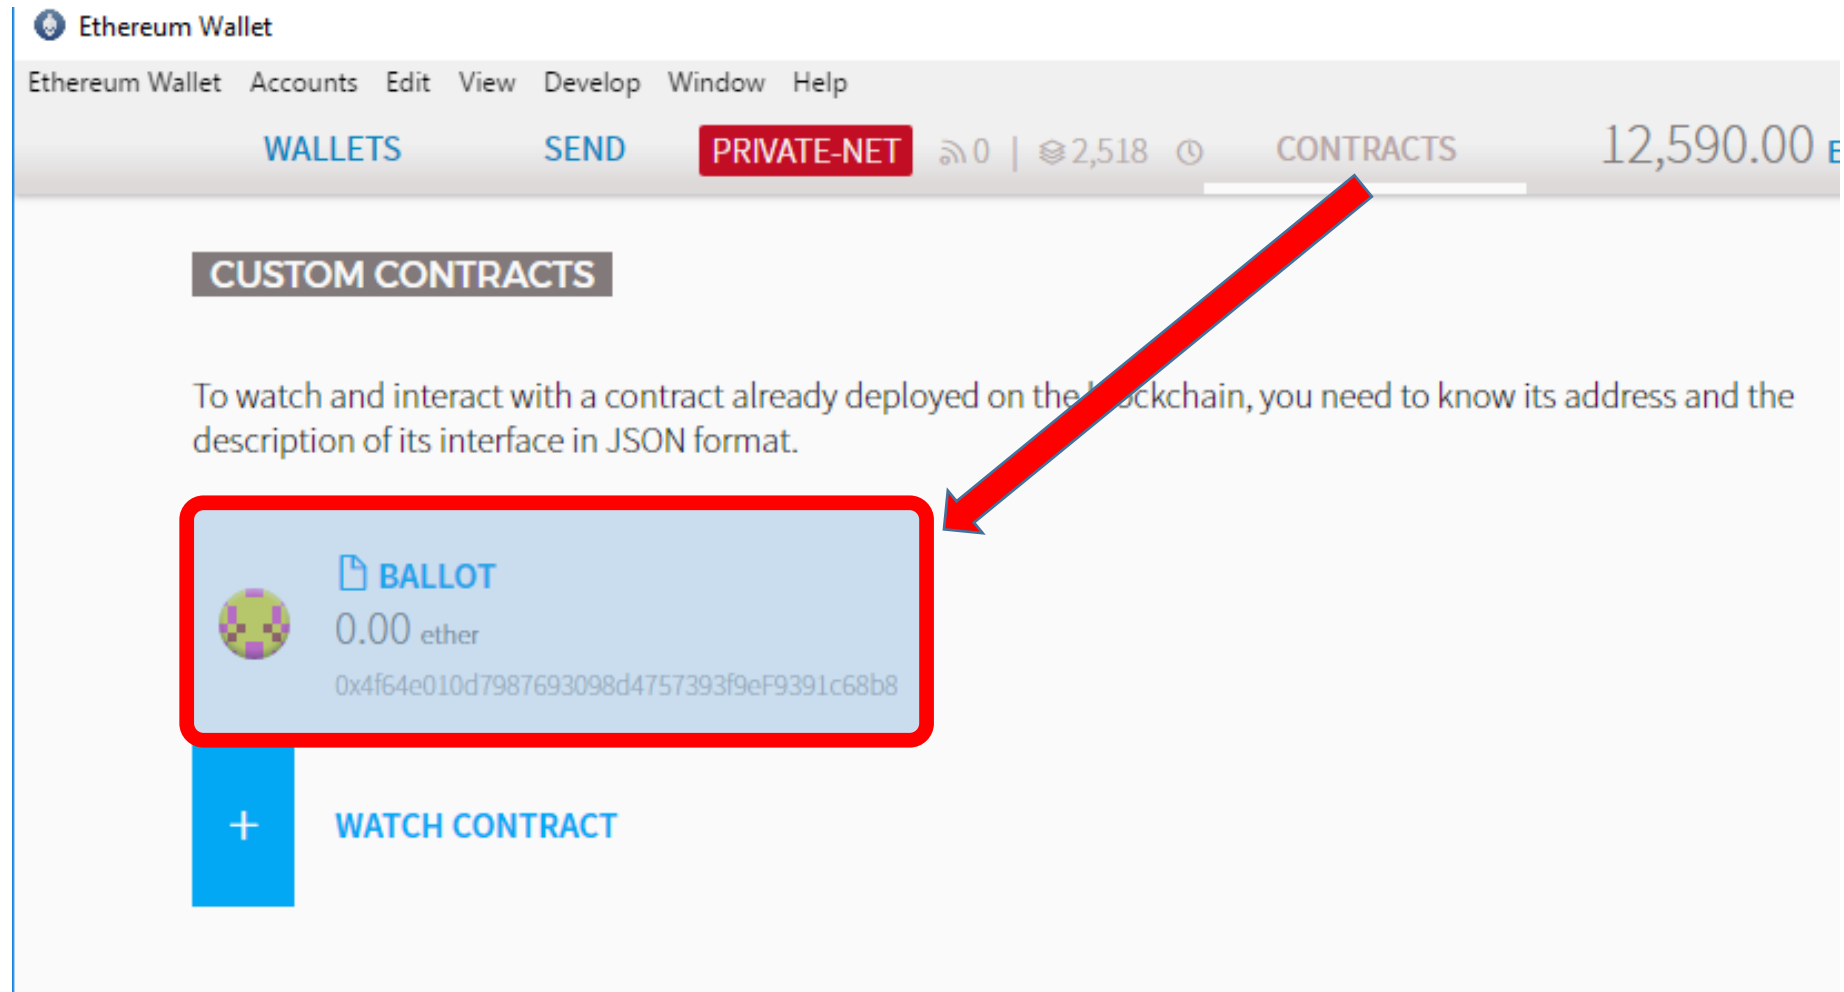 Ethereum Wallet
Ethereum Wallet Accounts Edit View Develop Window Help
WALLETS SEND PRIVATE-NET 0 | 2,518 CONTRACTS 12,590.00 E
CUSTOM CONTRACTS
To watch and interact with a contract already deployed on the blockchain, you need to know its address and the
description of its interface in JSON format.
BALLOT
0.00 ether
0x4f64e010d7987693098d4757393f9eF9391c68b8
+ WATCH CONTRACT